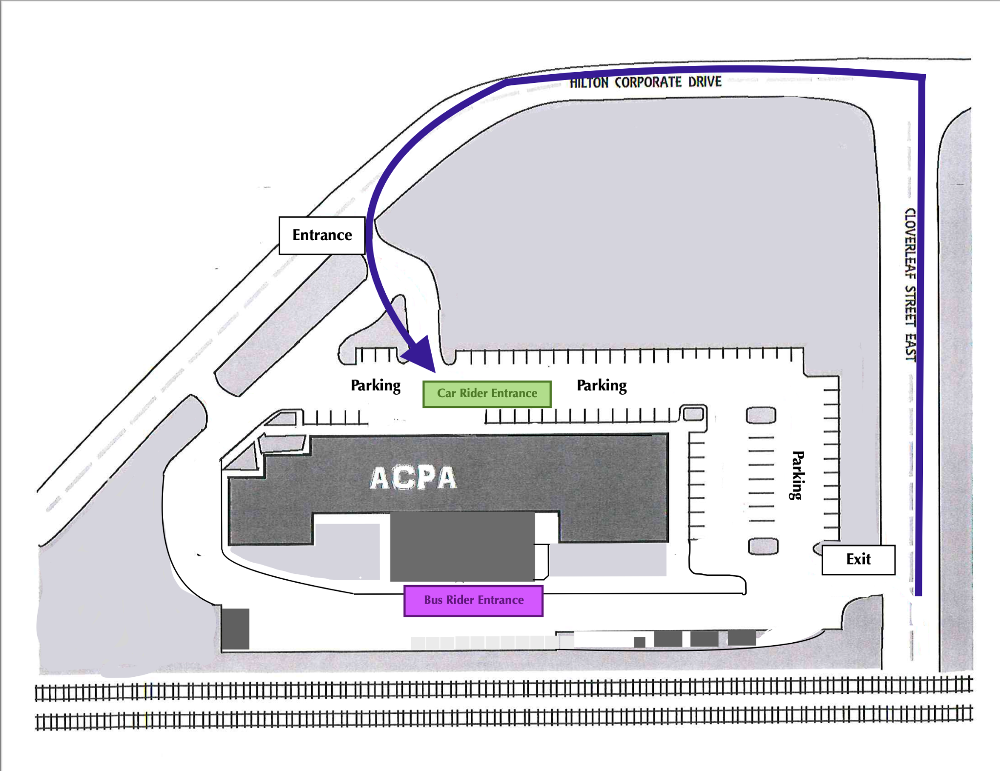 HILTON CORPORATE DRIVE
Entrance
CLOVERLEAF STREET EAST
Parking
Car Rider Entrance
Parking
Parking
ACPA
Exit
Bus Rider Entrance